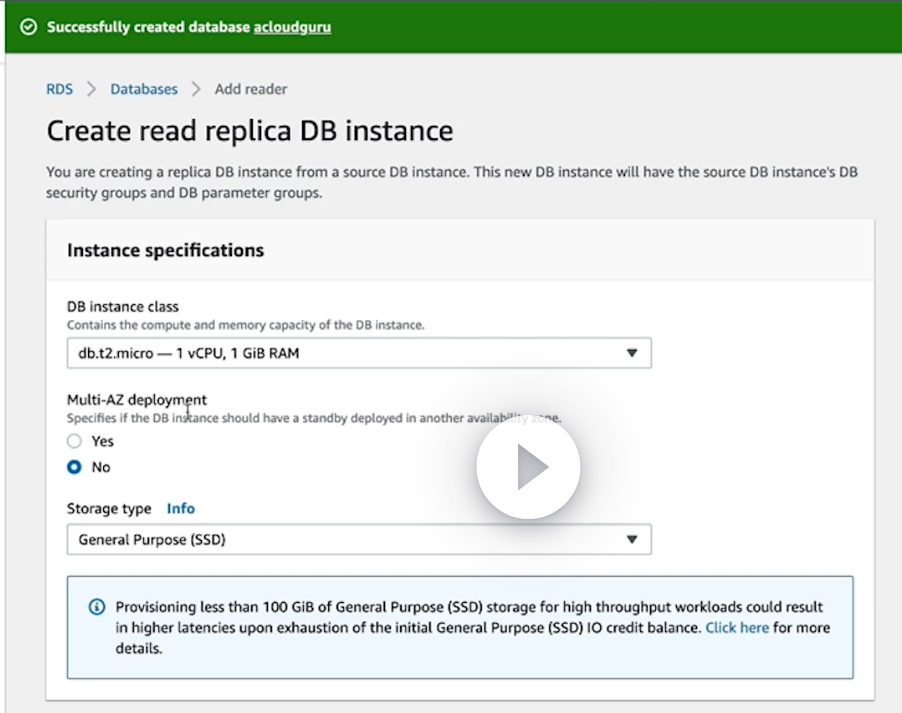 Successfully created database acloudguru
RDS > Databases > Add reader
Create read replica DB instance
You are creating a replica DB instance from a source DB instance. This new DB instance will have the source DB instance's DB
security groups and DB parameter groups.
Instance specifications
DB instance class
Contains the compute and memory capacity of the DB instance.
db.t2.micro — 1 vCPU, 1 GiB RAM
Multi-AZ deployment
Specifies if the DB instance should have a standby deployed in another availability zone.
Yes
No
Storage type Info
General Purpose (SSD)
Provisioning less than 100 GiB of General Purpose (SSD) storage for high throughput workloads could result
in higher latencies upon exhaustion of the initial General Purpose (SSD) IO credit balance. Click here for more
details.